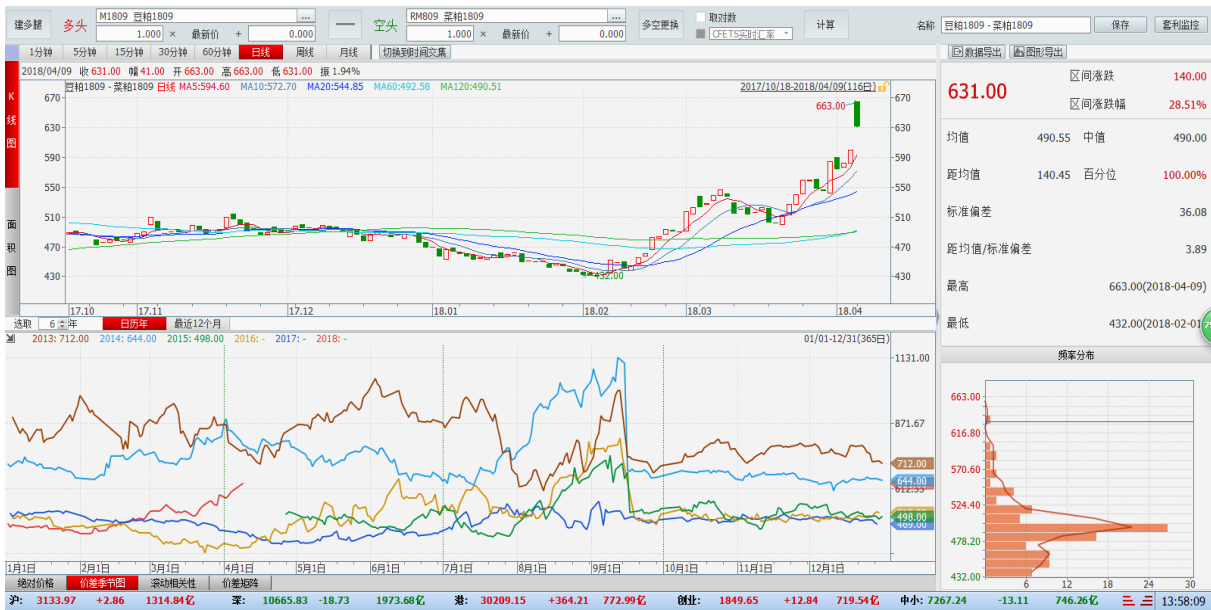 建多腿 多头 M1809 豆粕1809 ... 空头 RM809 菜粕1809 ... 多空更换 取对数 计算 名称 豆粕1809 - 菜粕1809 保存 套利监控
1.000 × 最新价 + 0.000 1.000 × 最新价 + 0.000 CFETS实时汇率
1分钟 5分钟 15分钟 30分钟 60分钟 日线 周线 月线 切换到时间交集 数据导出 图形导出
2018/04/09 收 631.00 幅 41.00 开 663.00 高 663.00 低 631.00 振 1.94%
豆粕1809 - 菜粕1809 日线 MA5:594.60 MA10:572.70 MA20:544.85 MA60:492.58 MA120:490.51 2017/10/18-2018/04/09(116日)
K
线
图
面
积
图
670
630
590
550
510
470
430
663.00
432.00
670
630
590
550
510
470
430
17.10 17.11 17.12 18.01 18.02 18.03 18.04
选取 6 年 日历年 最近12个月
2013: 712.00 2014: 644.00 2015: 498.00 2016: - 2017: - 2018: - 01/01-12/31(365日)
1131.00
871.67
712.00
644.00
612.33
498.00
469.00
1月1日 2月1日 3月1日 4月1日 5月1日 6月1日 7月1日 8月1日 9月1日 10月1日 11月1日 12月1日
绝对价格 价差季节图 滚动相关性 价差矩阵
631.00
区间涨跌 140.00
区间涨跌幅 28.51%
均值 490.55 中值 490.00
距均值 140.45 百分位 100.00%
标准偏差 36.08
距均值/标准偏差 3.89
最高 663.00(2018-04-09)
最低 432.00(2018-02-01
频率分布
663.00
616.80
570.60
524.40
478.20
432.00
6 12 18 24 30
沪: 3133.97 +2.86 1314.84亿 深: 10665.83 -18.73 1973.68亿 港: 30209.15 +364.21 772.99亿 创业: 1849.65 +12.84 719.54亿 中小: 7267.24 -13.11 746.26亿 13:58:09